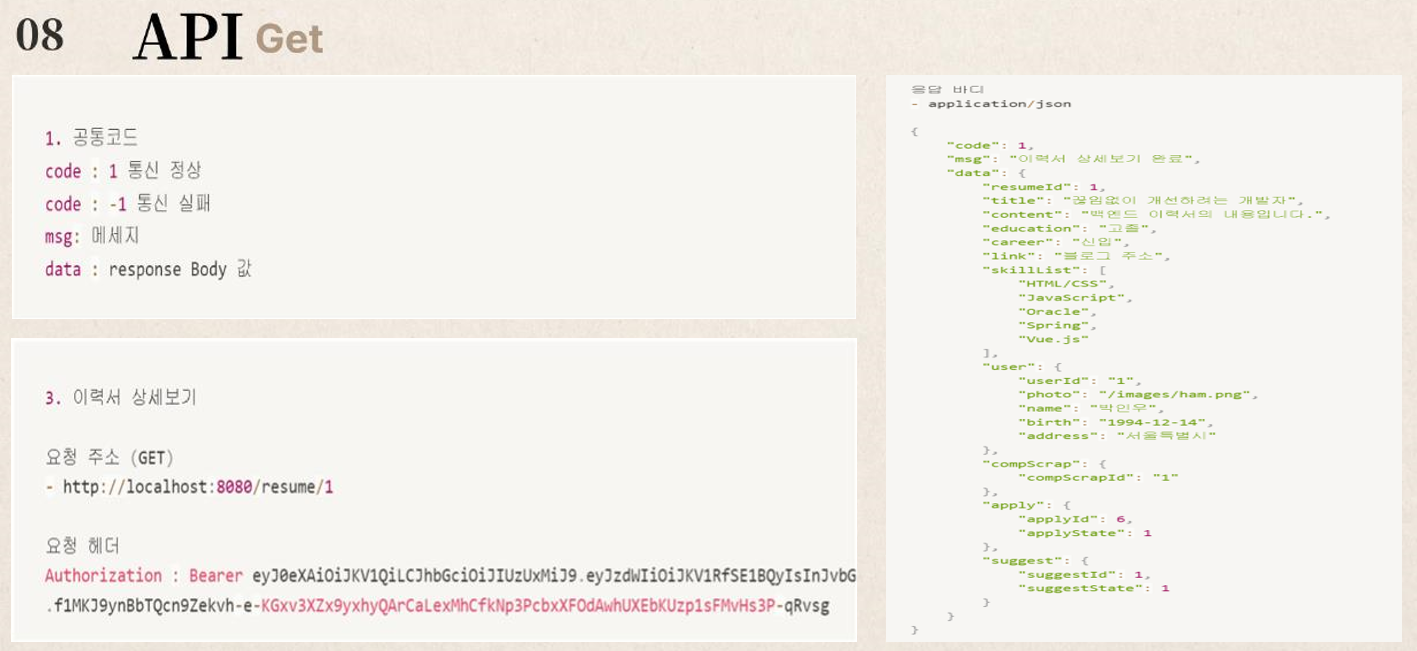 08 API Get
1. 공통코드
code : 1 통신 정상
code : -1 통신 실패
msg: 메세지
data : response Body 값
3. 이력서 상세보기
요청 주소 (GET)
- http://localhost:8080/resume/1
요청 헤더
Authorization : Bearer eyJ0eXAiOiJKV1QiLCJhbGciOiJIUzUxMiJ9.eyJzdWIiOiJKV1RfSE1BQyIsInJvbG
.f1MKJ9ynBbTQcn9Zekvh-e-KGxv3XZx9yxhyQArCaLexMhCfkNp3PcbxXFOdAwhUXEbKUzp1sFMvHs3P-qRvsg
응답 바디
- application/json
{
"code": 1,
"msg": "이력서 상세보기 완료",
"data": {
"resumeId": 1,
"title": "끊임없이 개선하려는 개발자",
"content": "백엔드 이력서의 내용입니다.",
"education": "고졸",
"career": "신입",
"link": "블로그 주소",
"skillList": [
"HTML/CSS",
"JavaScript",
"Oracle",
"Spring",
"Vue.js"
],
"user": {
"userId": "1",
"photo": "/images/ham.png",
"name": "박인우",
"birth": "1994-12-14",
"address": "서울특별시"
},
"compScrap": {
"compScrapId": "1"
},
"apply": {
"applyId": 6,
"applyState": 1
},
"suggest": {
"suggestId": 1,
"suggestState": 1
}
}
}